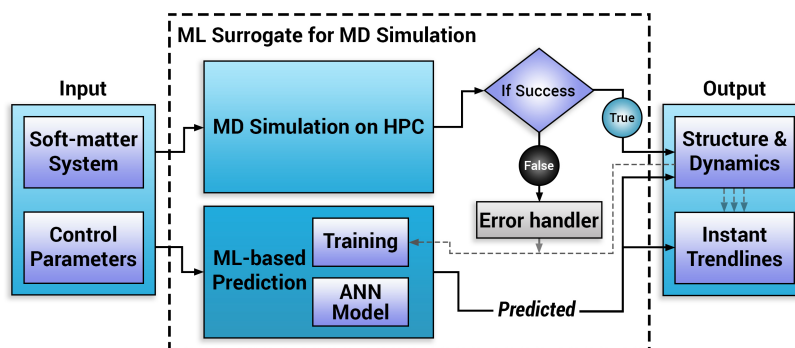 ML Surrogate for MD Simulation
Input
Soft-matter
System
Control
Parameters
MD Simulation on HPC
If Success
True
False
Error handler
ML-based
Prediction
Training
ANN
Model
Predicted
Output
Structure &
Dynamics
Instant
Trendlines